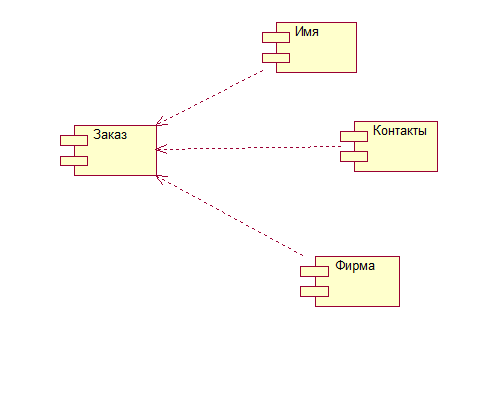 Имя
Заказ
Контакты
Фирма